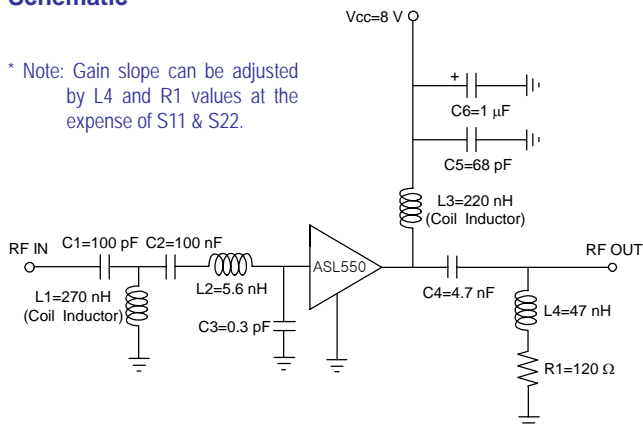 Schematic
Vcc=8 V
* Note: Gain slope can be adjusted
by L4 and R1 values at the
expense of S11 & S22.
+
C6=1 μF
C5=68 pF
L3=220 nH
(Coil Inductor)
RF IN
C1=100 pF
C2=100 nF
L2=5.6 nH
ASL550
RF OUT
C4=4.7 nF
L1=270 nH
(Coil Inductor)
C3=0.3 pF
L4=47 nH
R1=120 Ω